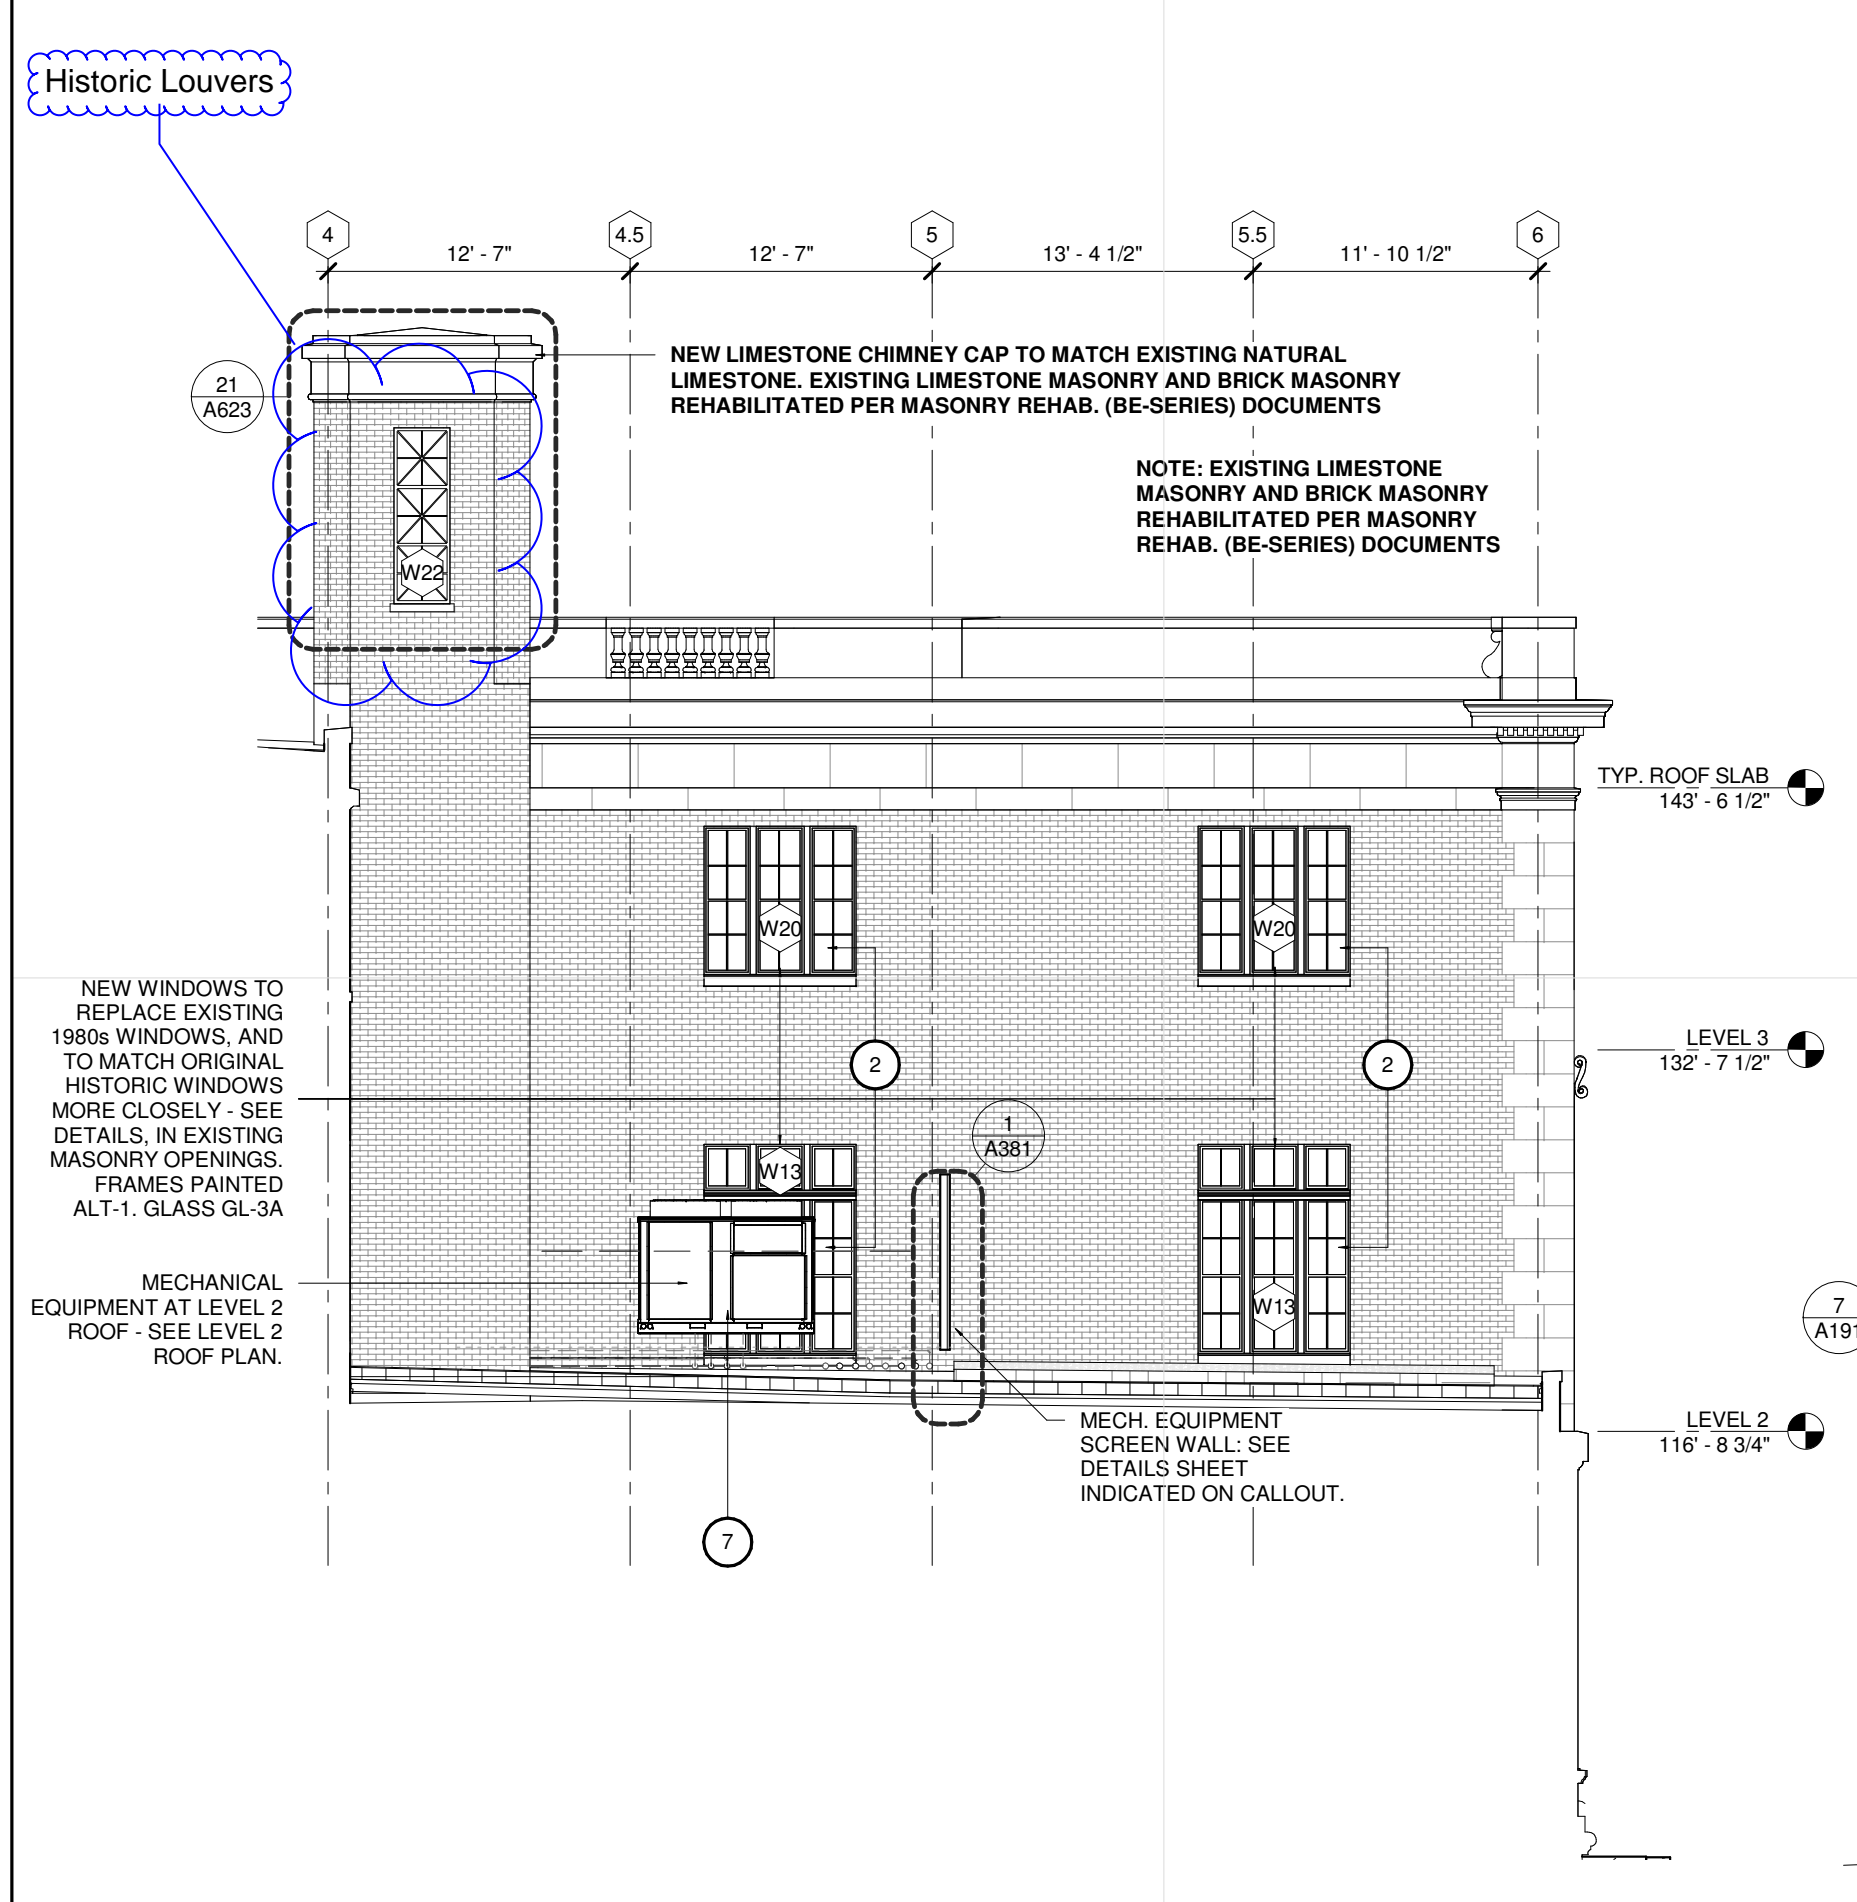 Historic Louvers
4
4.5
5
5.5
6
12' - 7"
12' - 7"
13' - 4 1/2"
11' - 10 1/2"
21
A623
NEW LIMESTONE CHIMNEY CAP TO MATCH EXISTING NATURAL
LIMESTONE. EXISTING LIMESTONE MASONRY AND BRICK MASONRY
REHABILITATED PER MASONRY REHAB. (BE-SERIES) DOCUMENTS
NOTE: EXISTING LIMESTONE
MASONRY AND BRICK MASONRY
REHABILITATED PER MASONRY
REHAB. (BE-SERIES) DOCUMENTS
W22
TYP. ROOF SLAB
143' - 6 1/2"
W20
W20
NEW WINDOWS TO
REPLACE EXISTING
1980s WINDOWS, AND
TO MATCH ORIGINAL
HISTORIC WINDOWS
MORE CLOSELY - SEE
DETAILS, IN EXISTING
MASONRY OPENINGS.
FRAMES PAINTED
ALT-1. GLASS GL-3A
2
2
LEVEL 3
132' - 7 1/2"
1
A381
W13
W13
MECHANICAL
EQUIPMENT AT LEVEL 2
ROOF - SEE LEVEL 2
ROOF PLAN.
7
A191
MECH. EQUIPMENT
SCREEN WALL: SEE
DETAILS SHEET
INDICATED ON CALLOUT.
LEVEL 2
116' - 8 3/4"
7